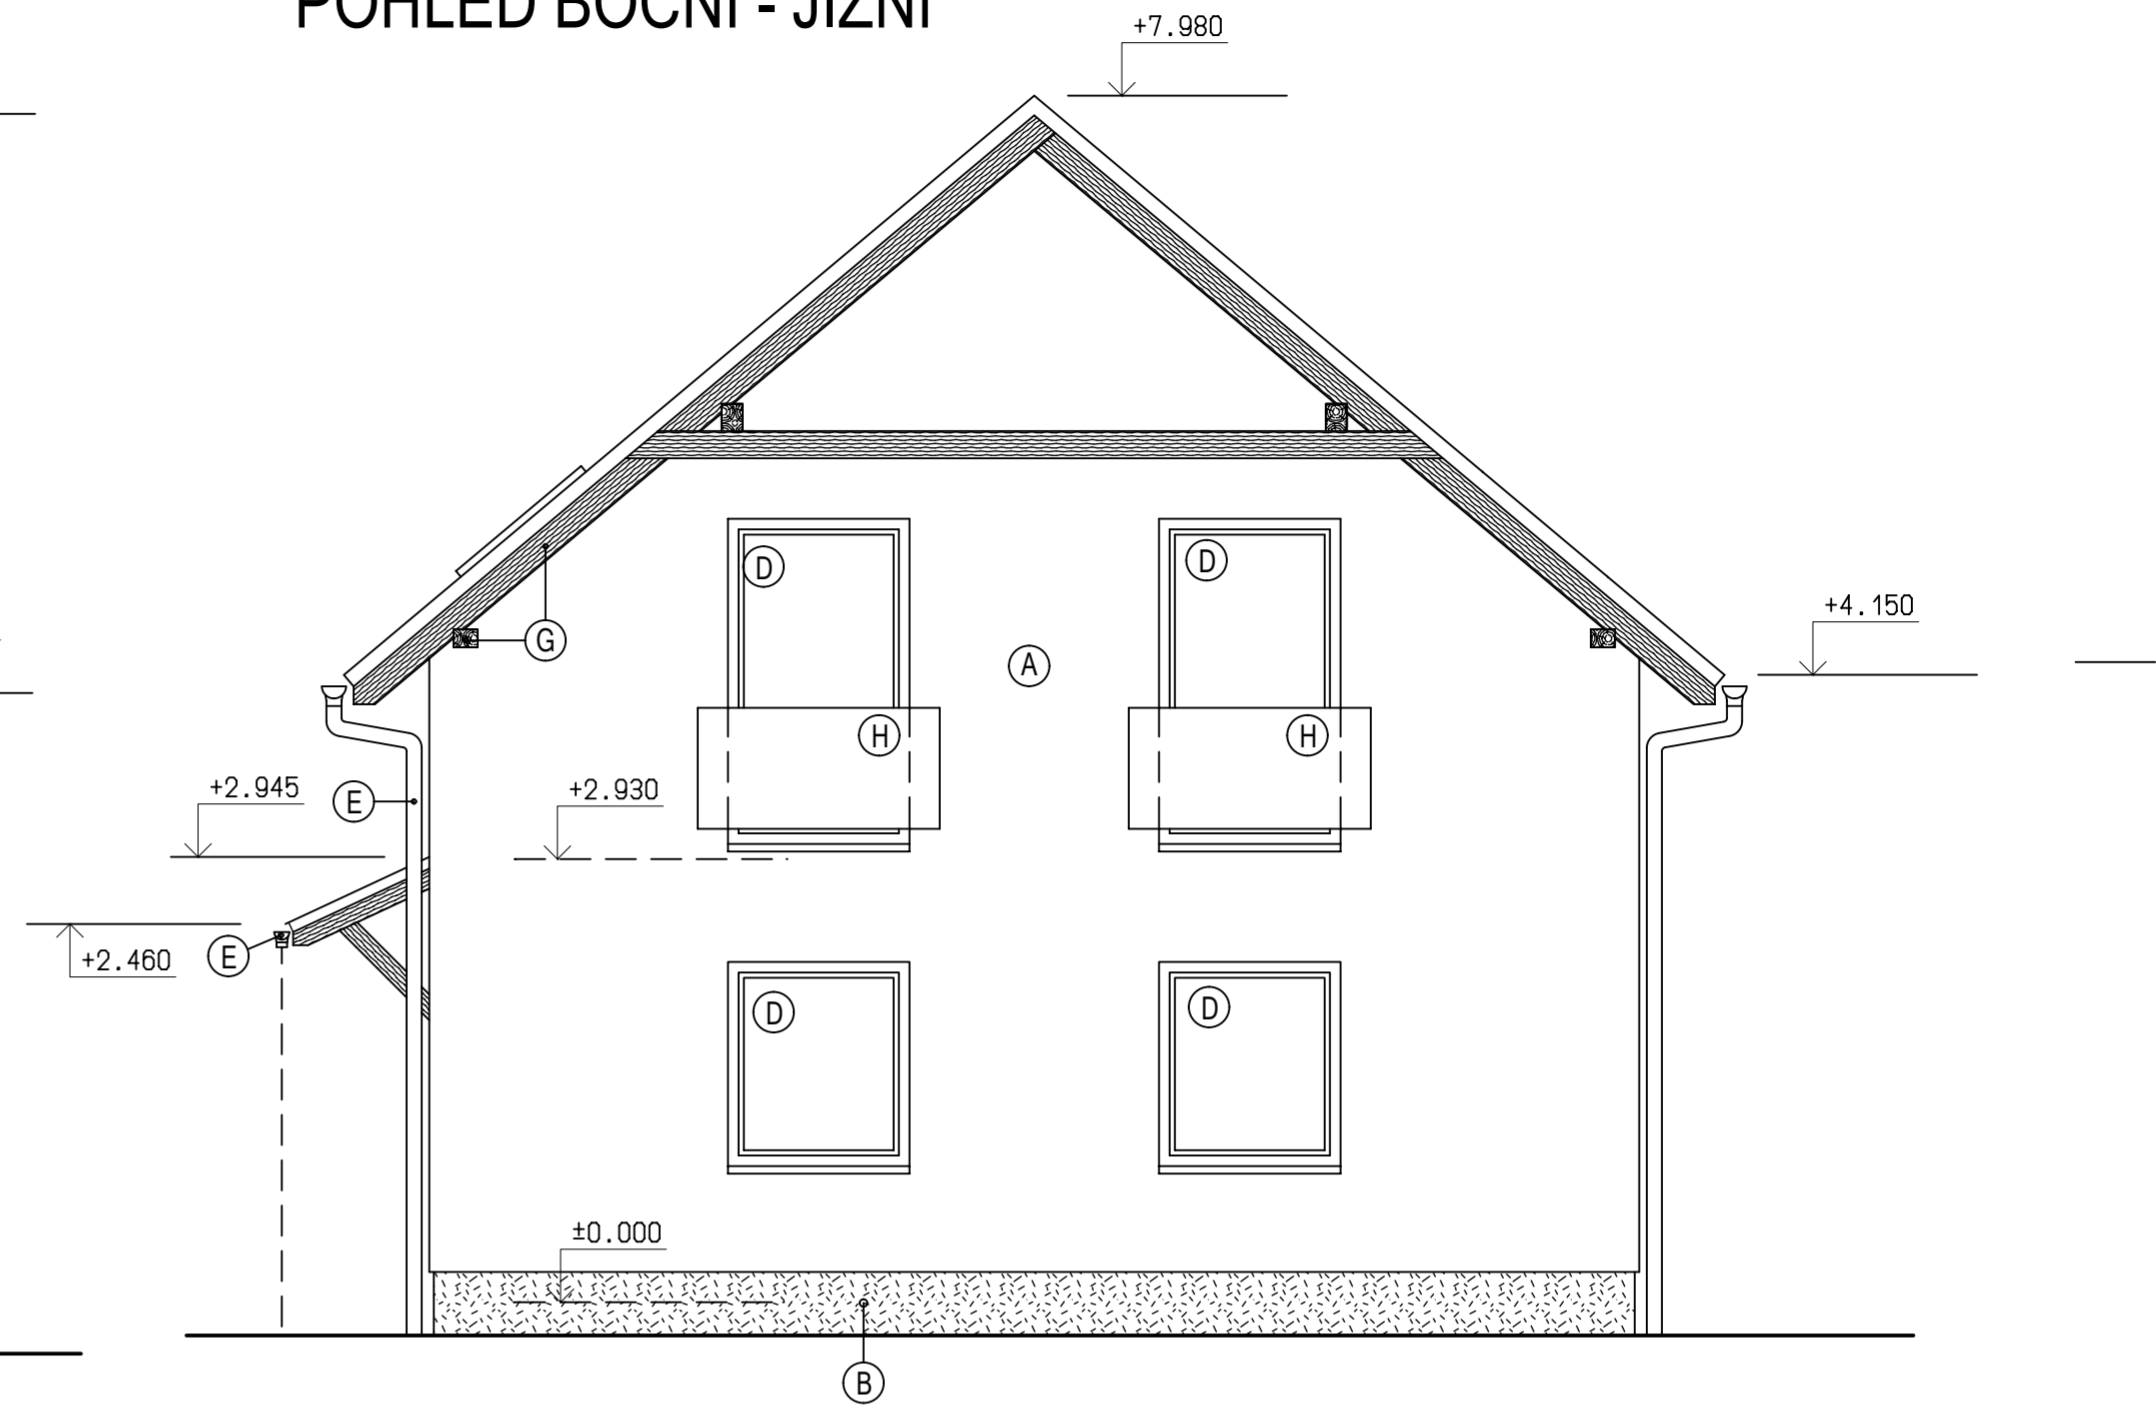 POHLED BOČNÍ - JIŽNÍ
+7.980
D
D
G
+4.150
A
H
H
+2.945
+2.930
E
+2.460
E
D
D
±0.000
B